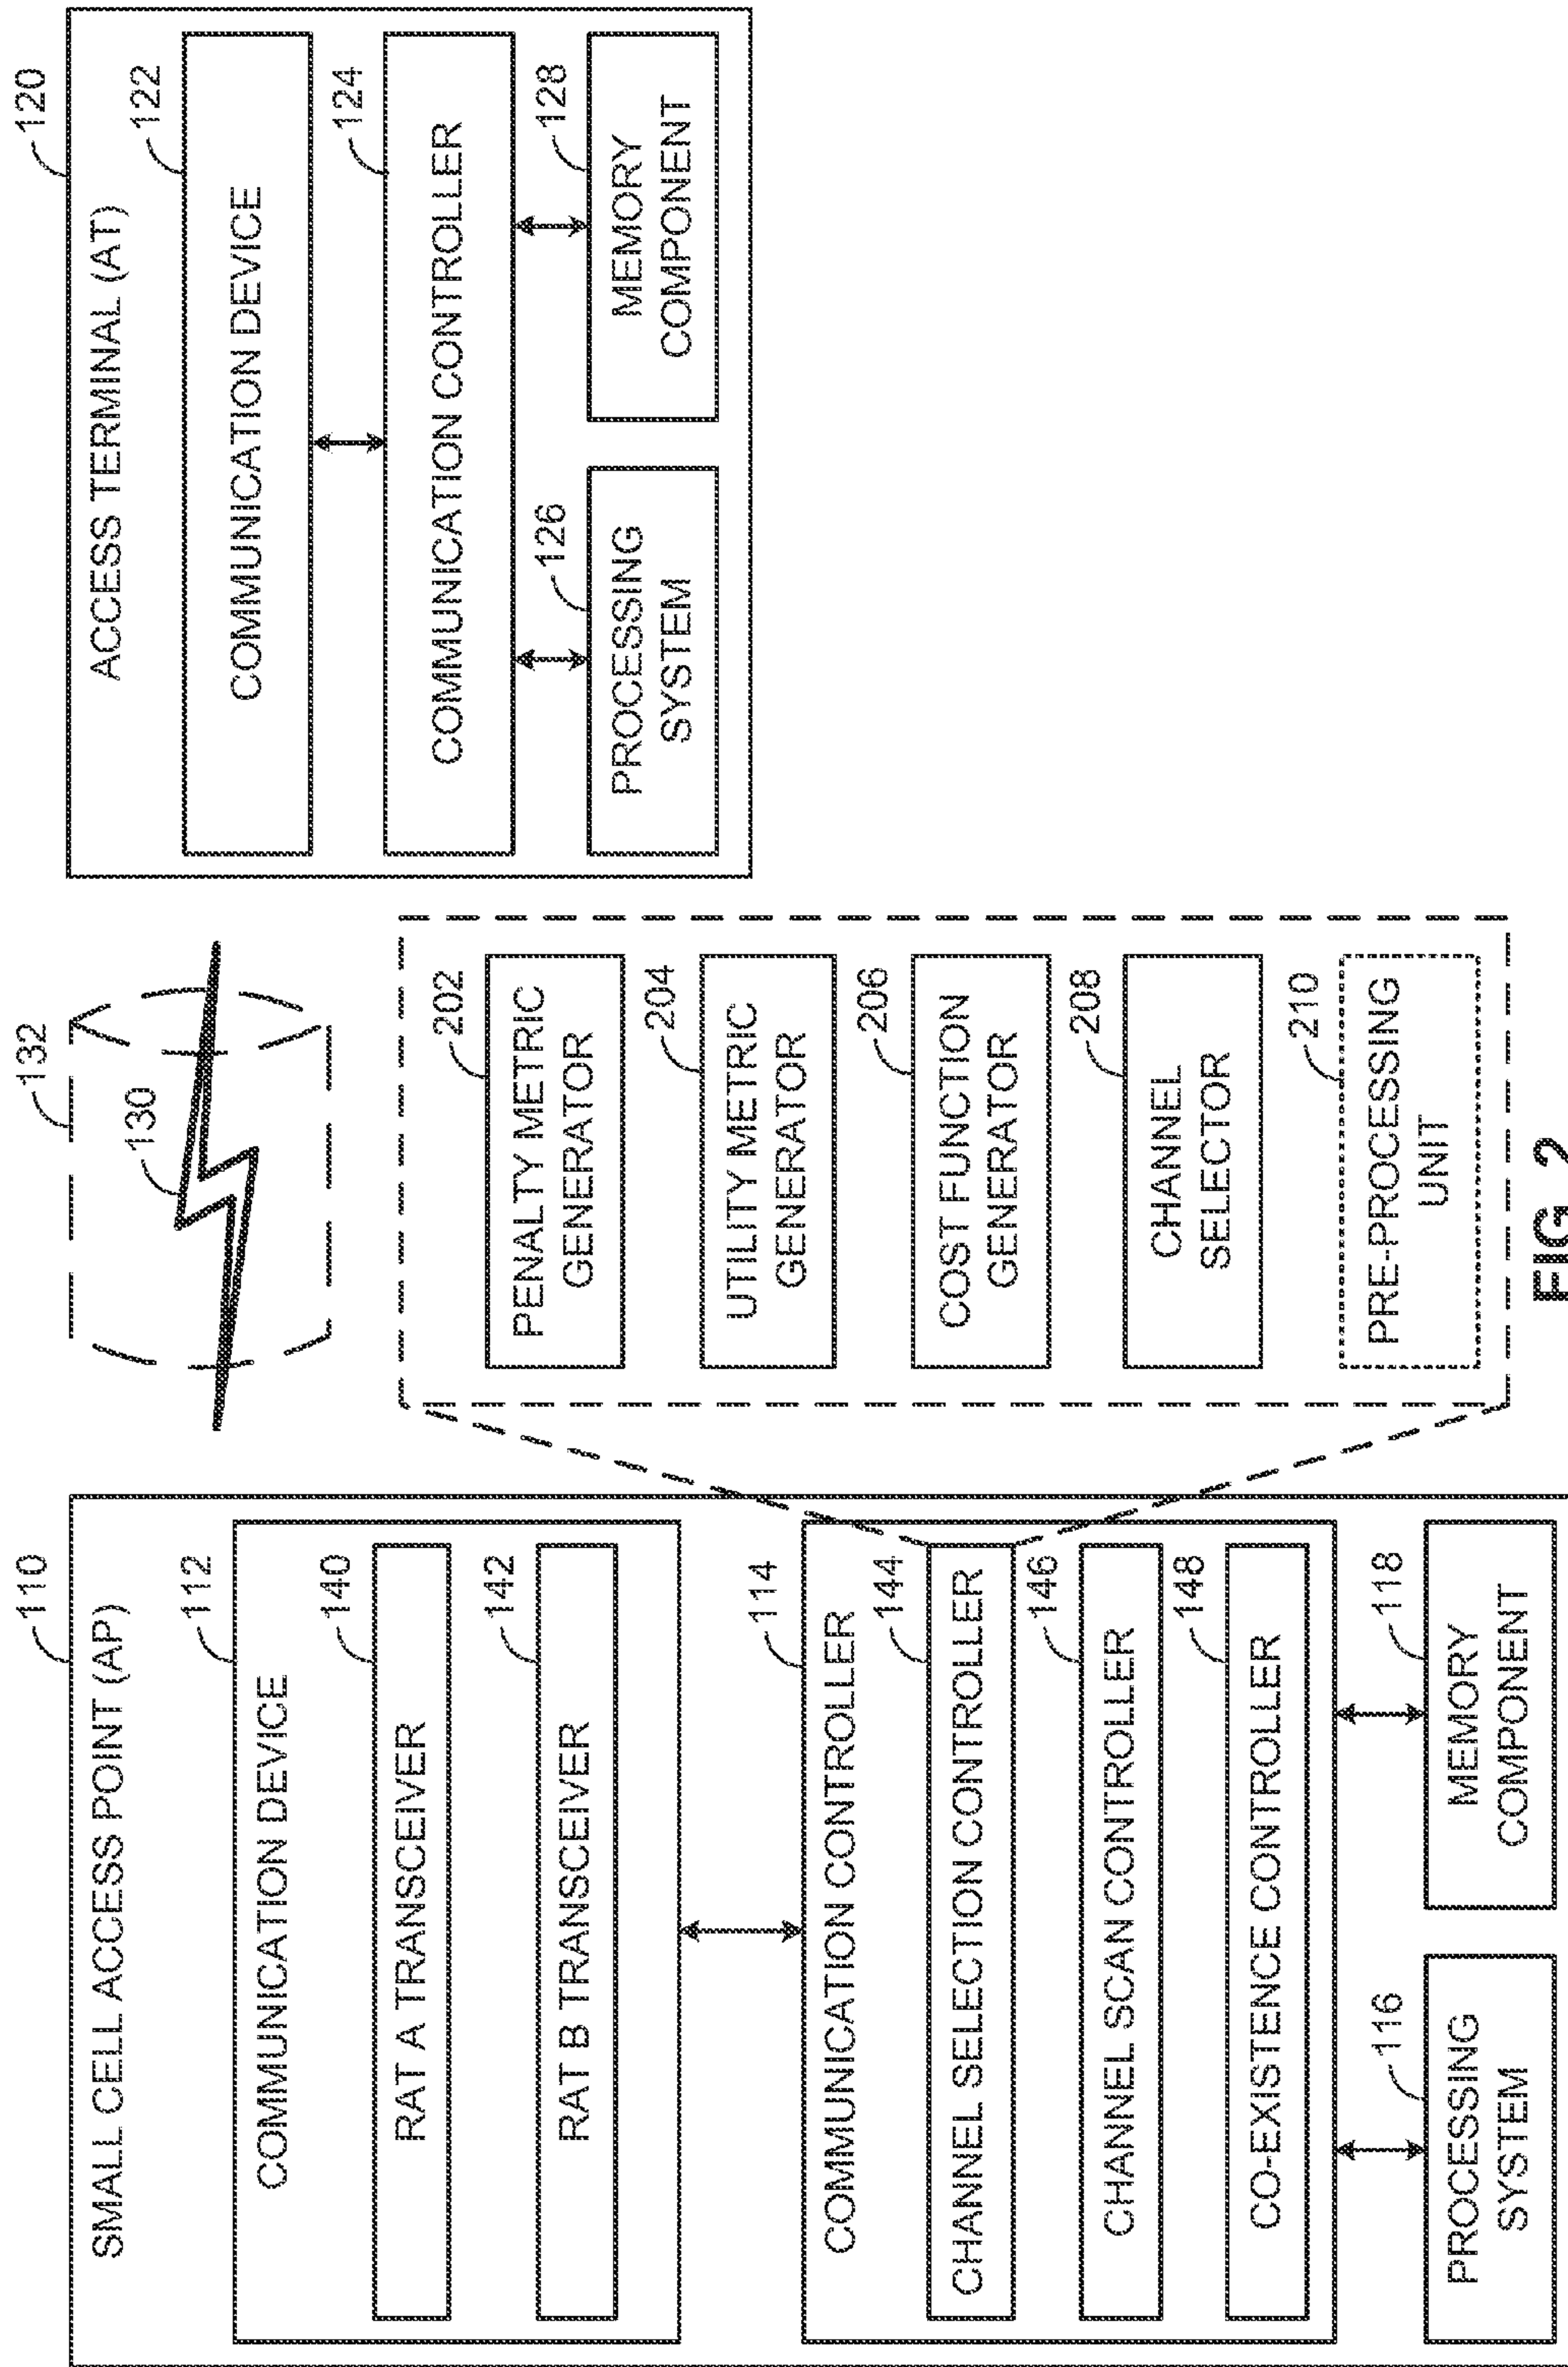 110
SMALL CELL ACCESS POINT (AP)
112
COMMUNICATION DEVICE
140
RAT A TRANSCEIVER
142
RAT B TRANSCEIVER
114
COMMUNICATION CONTROLLER
144
CHANNEL SELECTION CONTROLLER
146
CHANNEL SCAN CONTROLLER
148
CO-EXISTENCE CONTROLLER
116
PROCESSING
SYSTEM
118
MEMORY
COMPONENT
132
130
202
PENALTY METRIC
GENERATOR
204
UTILITY METRIC
GENERATOR
206
COST FUNCTION
GENERATOR
208
CHANNEL
SELECTOR
210
PRE-PROCESSING
UNIT
120
ACCESS TERMINAL (AT)
122
COMMUNICATION DEVICE
124
COMMUNICATION CONTROLLER
126
PROCESSING
SYSTEM
128
MEMORY
COMPONENT
FIG. 2